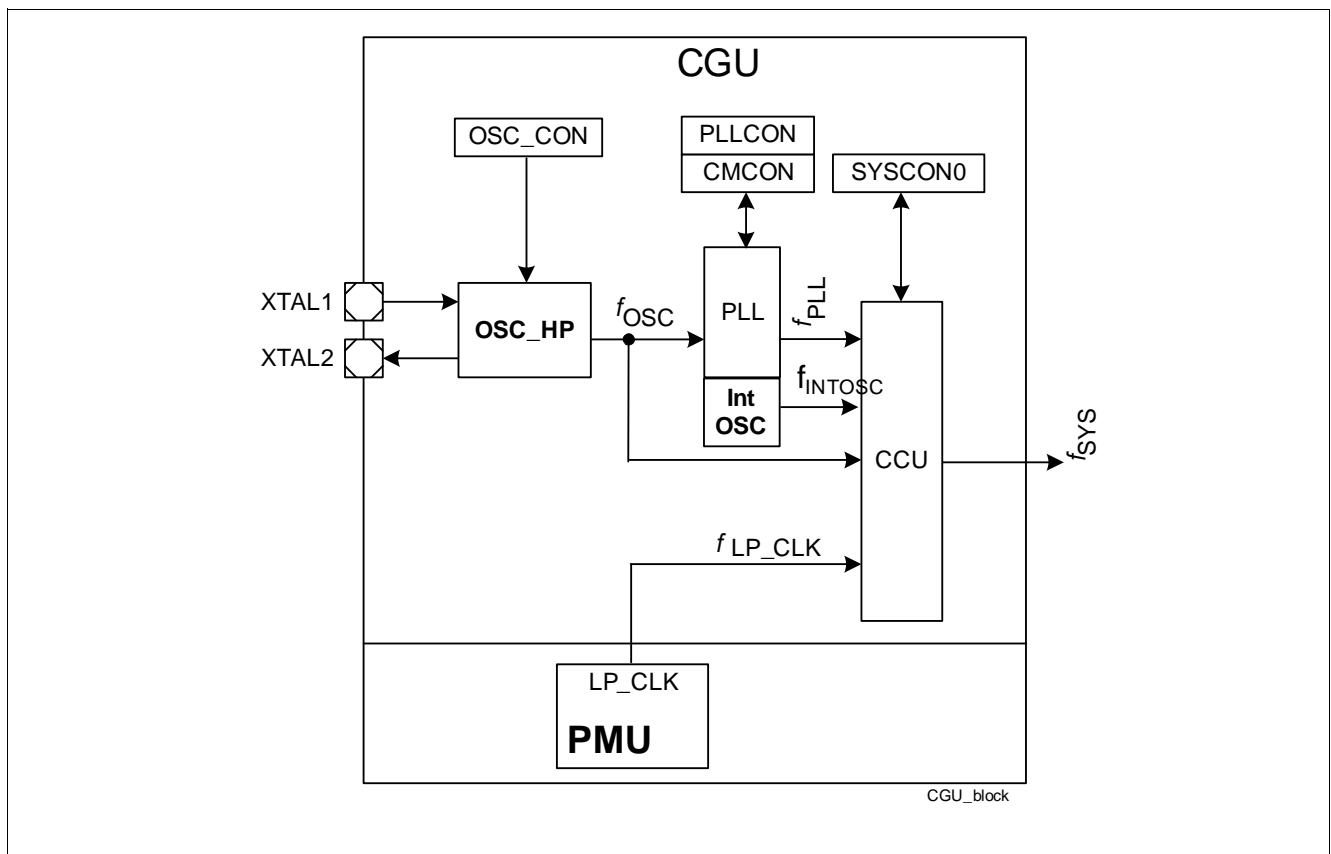 CGU
OSC_CON
PLLCON
CMCON
SYSCON0
XTAL1
XTAL2
OSC_HP
fOSC
PLL
fPLL
Int
OSC
fINTOSC
CCU
fSYS
f LP_CLK
LP_CLK
PMU
CGU_block